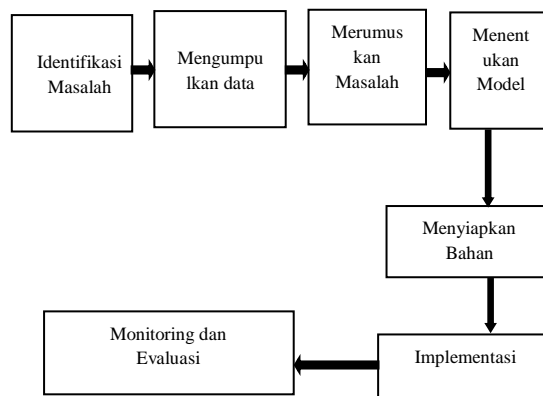 Identifikasi
Masalah
Mengumpu
lkan data
Merumus
kan
Masalah
Menent
ukan
Model
Menyiapkan
Bahan
Implementasi
Monitoring dan
Evaluasi